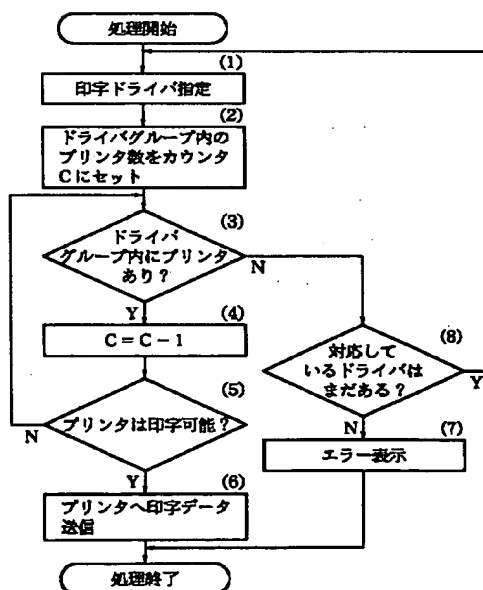 処理開始
(1)
印字ドライバ指定
(2)
ドライバグループ内の
プリンタ数をカウンタ
Cにセット
(3)
ドライバ
グループ内にプリンタ
あり?
N
Y
(4)
C=C-1
(5)
プリンタは印字可能?
N
Y
(6)
プリンタへ印字データ
送信
(8)
対応して
いるドライバは
まだある?
Y
N
(7)
エラー表示
処理終了